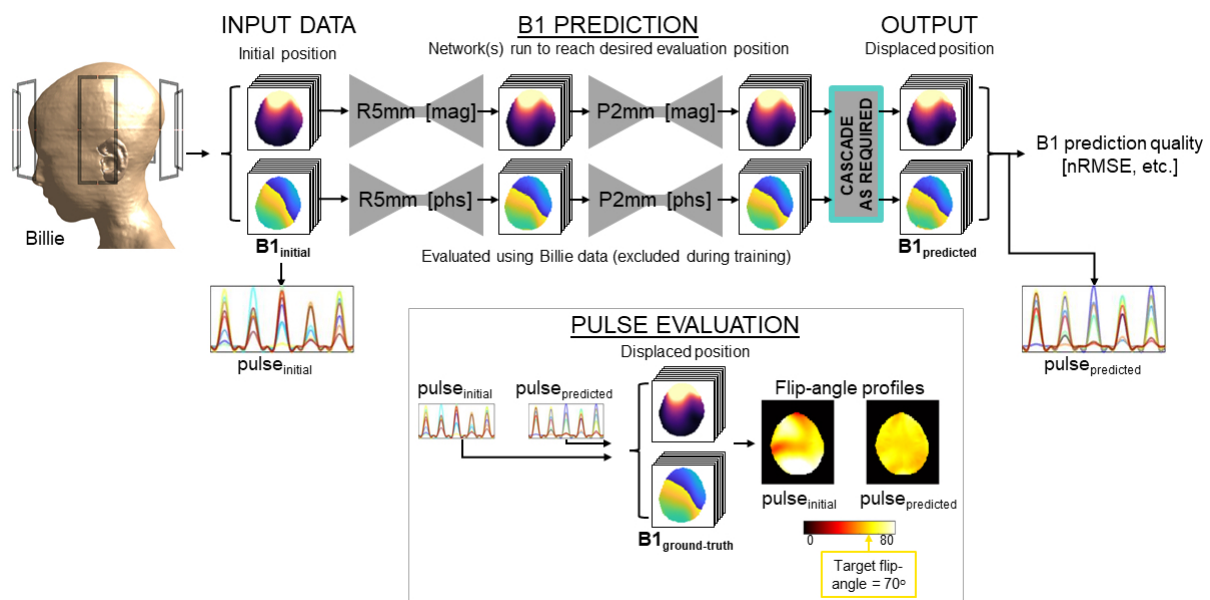 INPUT DATA
B1 PREDICTION
OUTPUT
Initial position
Network(s) run to reach desired evaluation position
Displaced position
R5mm [mag]
P2mm [mag]
R5mm [phs]
P2mm [phs]
CASCADE
AS REQUIRED
B1 prediction quality
[nRMSE, etc.]
Billie
B1initial
Evaluated using Billie data (excluded during training)
B1predicted
pulseinitial
pulsepredicted
PULSE EVALUATION
Displaced position
pulseinitial
pulsepredicted
Flip-angle profiles
pulseinitial
pulsepredicted
B1ground-truth
0 80
Target flip-
angle = 70o